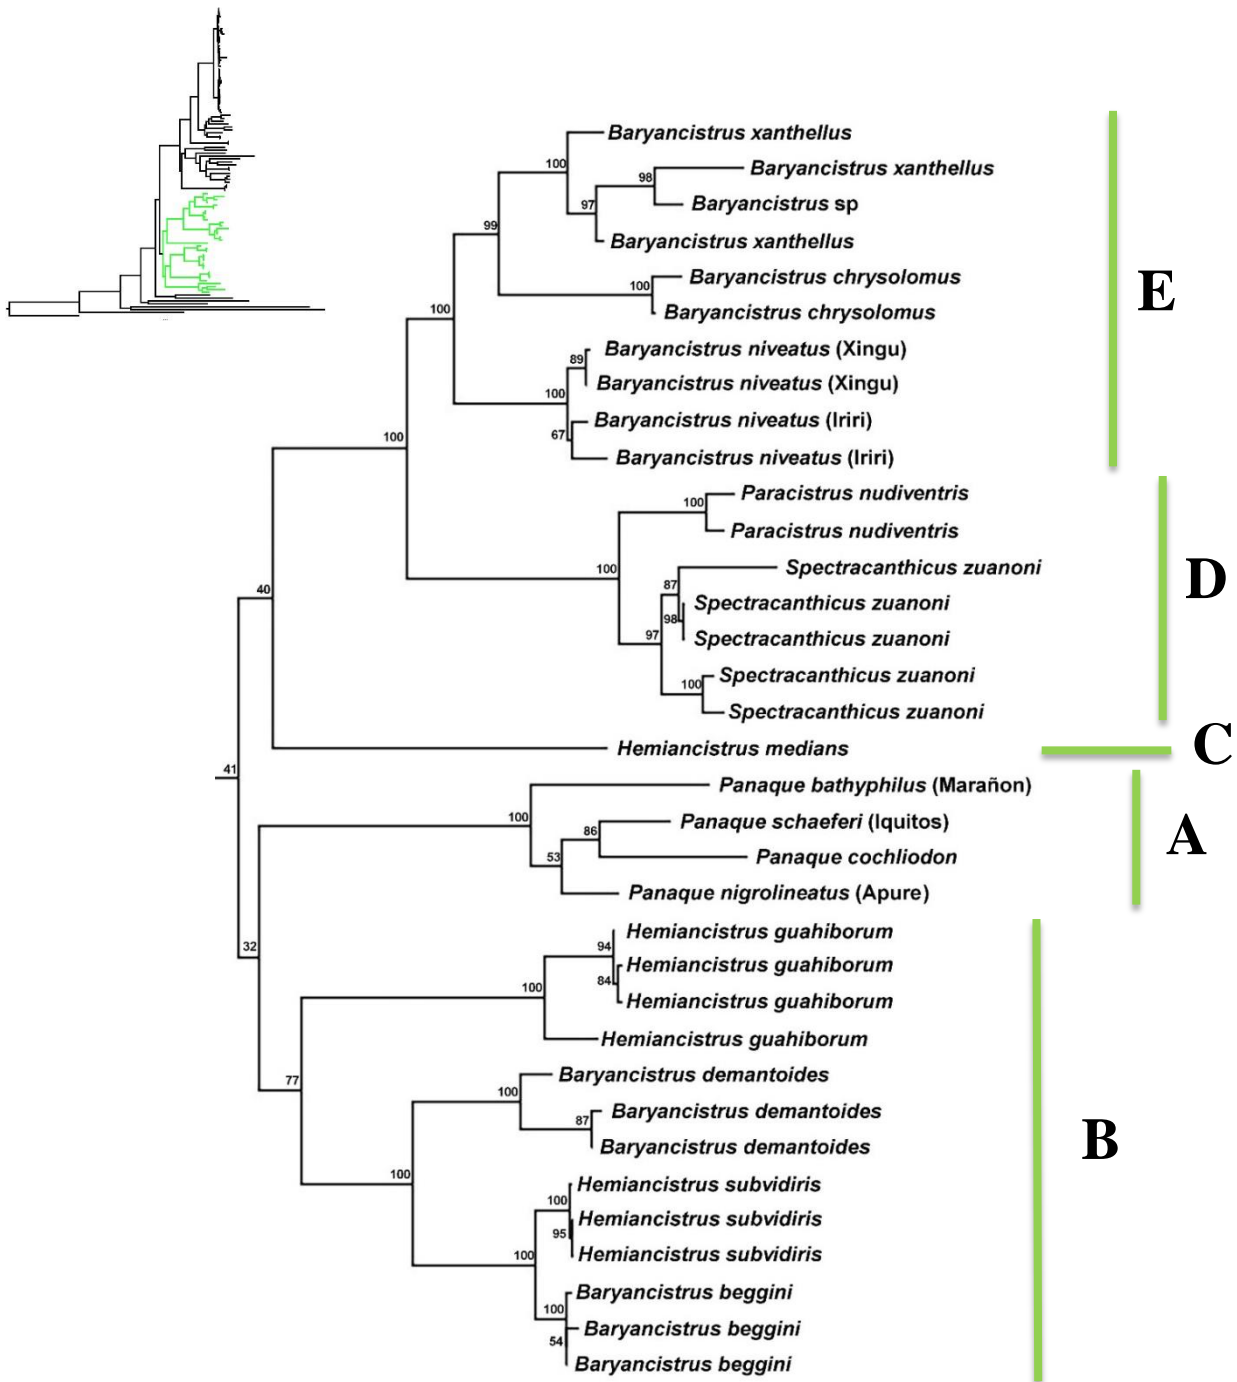 Baryancistrus xanthellus
100
Baryancistrus xanthellus
98
Baryancistrus sp
97
99
Baryancistrus xanthellus
Baryancistrus chrysolomus
E
100
Baryancistrus chrysolomus
100
Baryancistrus niveatus (Xingu)
89
Baryancistrus niveatus (Xingu)
100
Baryancistrus niveatus (Iriri)
67
100
Baryancistrus niveatus (Iriri)
Paracistrus nudiventris
100
Paracistrus nudiventris
100
Spectracanthicus zuanoni
87
D
40
Spectracanthicus zuanoni
98
97
Spectracanthicus zuanoni
Spectracanthicus zuanoni
100
Spectracanthicus zuanoni
Hemiancistrus medians
C
41
Panaque bathyphilus (Marañon)
100
Panaque schaeferi (Iquitos)
86
A
53
Panaque cochliodon
Panaque nigrolineatus (Apure)
Hemiancistrus guahiborum
94
32
Hemiancistrus guahiborum
84
100
Hemiancistrus guahiborum
Hemiancistrus guahiborum
77
Baryancistrus demantoides
100
Baryancistrus demantoides
87
B
Baryancistrus demantoides
100
Hemiancistrus subvidiris
100
Hemiancistrus subvidiris
95
100
Hemiancistrus subvidiris
Baryancistrus beggini
100
Baryancistrus beggini
54
Baryancistrus beggini